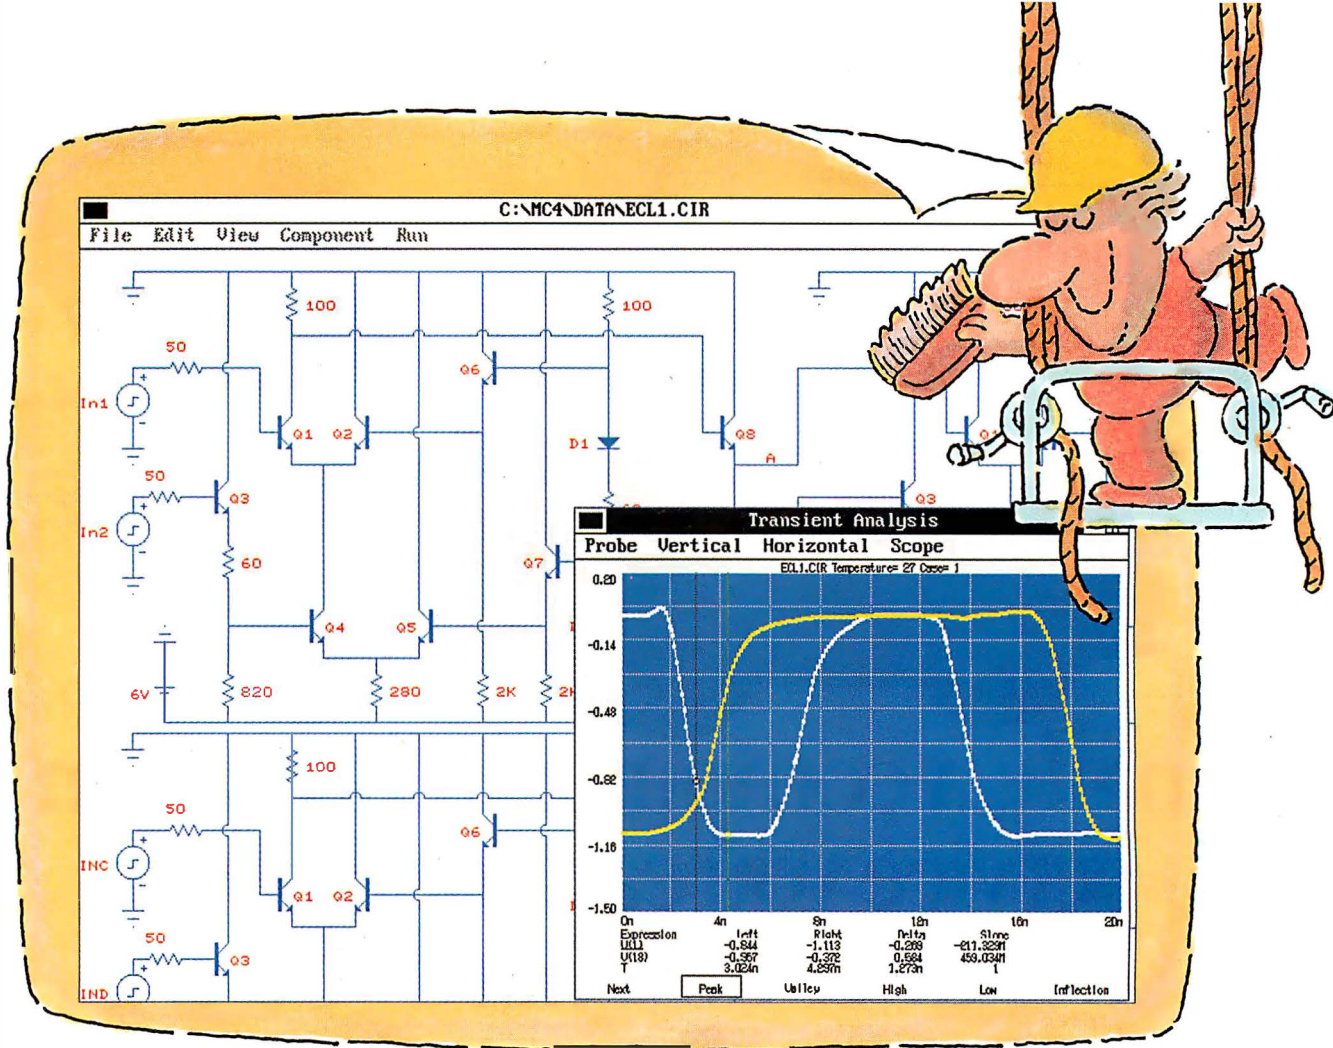 C:\MC4\DATA\ECL1.CIR
File Edit View Component Run
100
100
50
Q6
In1
Q1
Q2
D1
Q8
A
50
Q3
Q3
In2
60
Q7
Q4
Q5
6V
820
280
2K
100
50
Q6
INC
Q1
Q2
50
Q3
IND
Transient Analysis
Probe Vertical Horizontal Scope
ECL1.CIR Temperature= 27 Case= 1
0.20
-0.14
-0.48
-0.82
-1.16
-1.50
0n 4n 8n 12n 16n 20n
Expression Left Right Delta Slope
-0.844 -1.113 -0.269
V(18) -0.957 -0.372 0.584 459.034M
T 3.024n 4.297n 1.273n 1
Next Peak Valley High Low Inflection